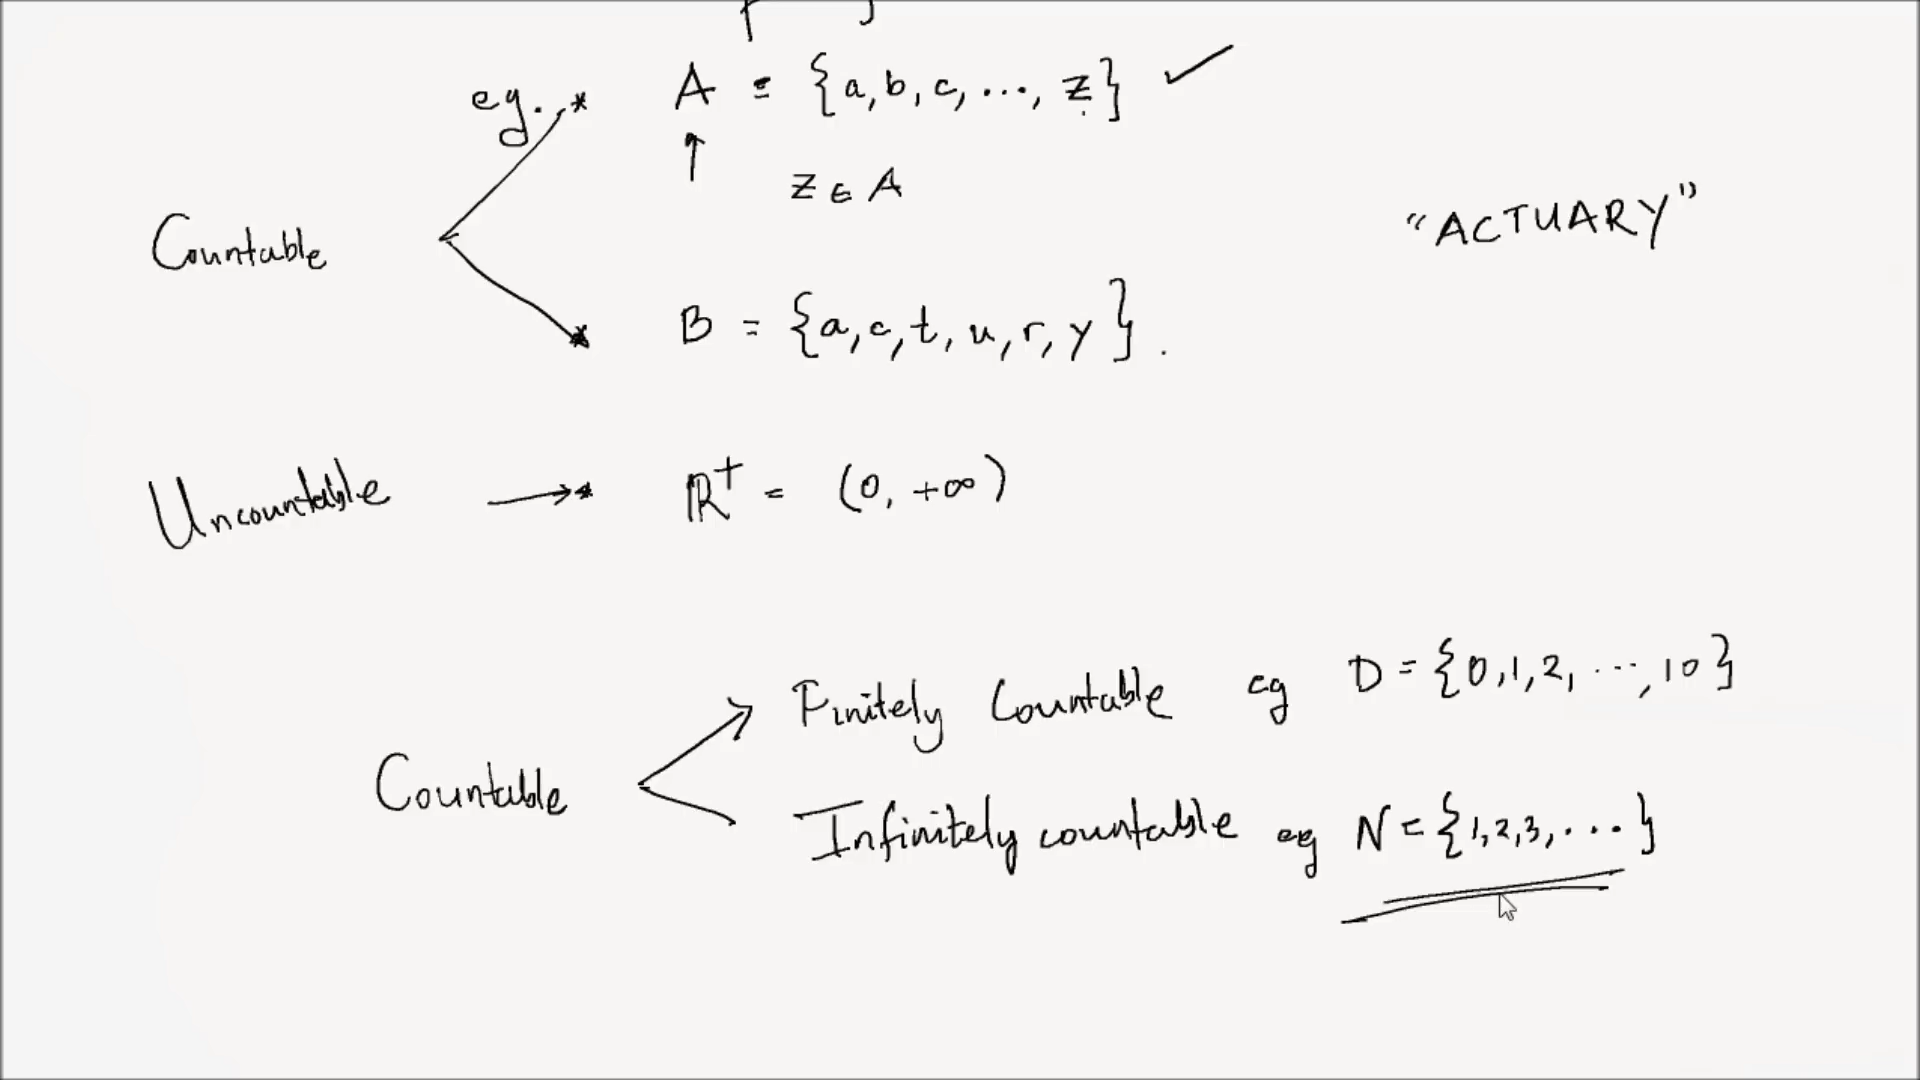 eg. * A = {a, b, c, ..., z} ✓
↑
z ∈ A
Countable
"ACTUARY"
* B = {a, c, t, u, r, y}.
Uncountable → * ℝ⁺ = (0, +∞)
Finitely Countable eg D = {0, 1, 2, ..., 10}
Countable
Infinitely countable eg N = {1, 2, 3, ...}